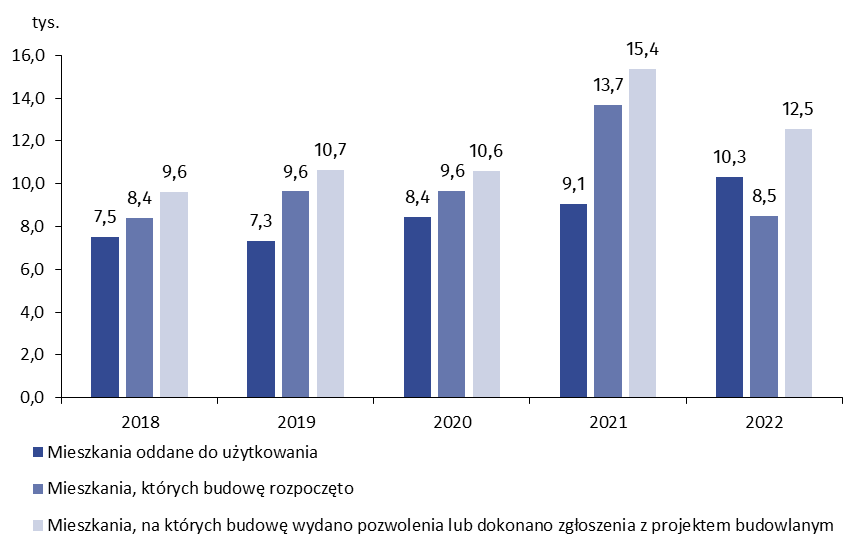 tys.
16,0
14,0
12,0
10,0
8,0
6,0
4,0
2,0
0,0
7,5 8,4 9,6
7,3 9,6 10,7
8,4 9,6 10,6
9,1 13,7 15,4
10,3 8,5 12,5
2018 2019 2020 2021 2022
Mieszkania oddane do użytkowania
Mieszkania, których budowę rozpoczęto
Mieszkania, na których budowę wydano pozwolenia lub dokonano zgłoszenia z projektem budowlanym